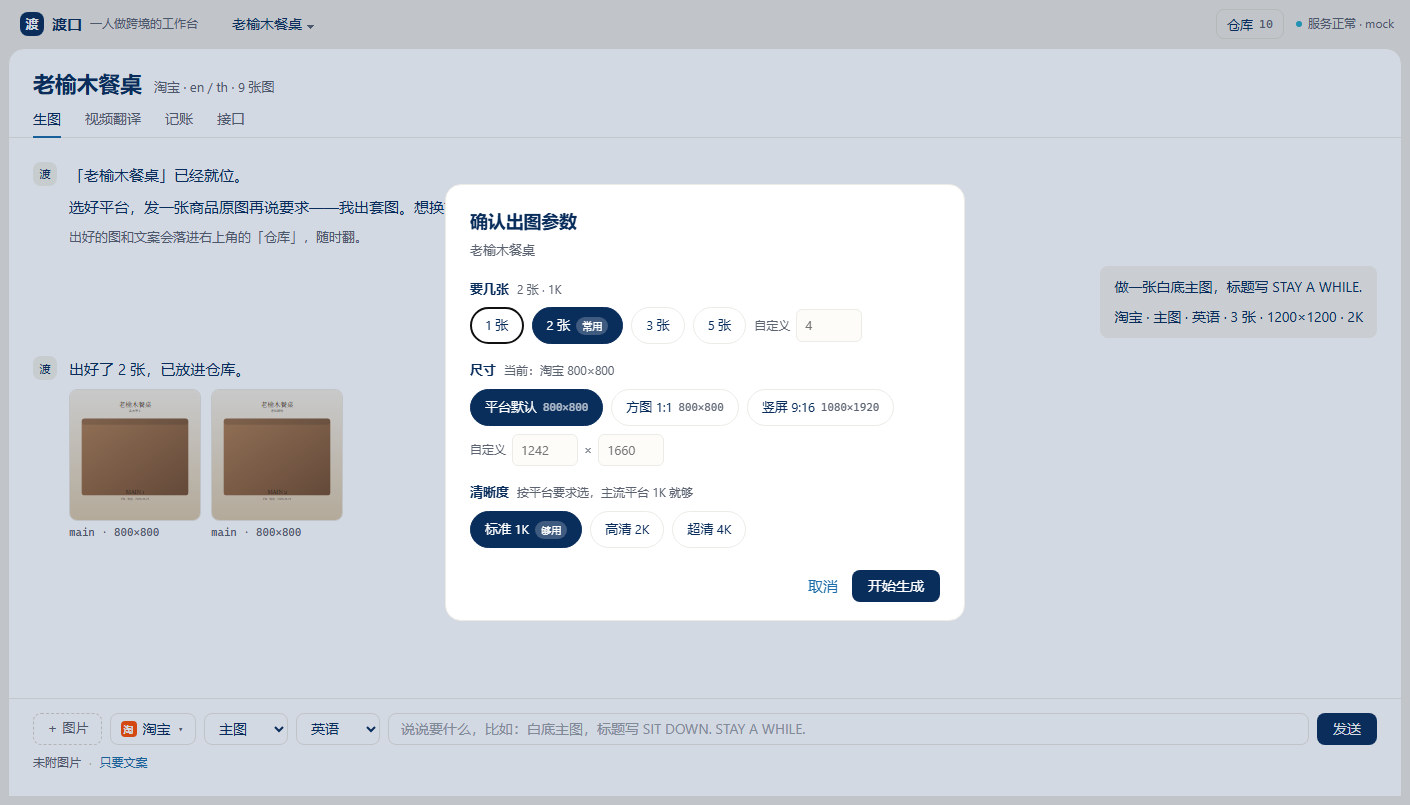 渡 渡口 一人做跨境的工作台 老榆木餐桌 仓库 10 服务正常 · mock
老榆木餐桌 淘宝 · en / th · 9 张图
生图 视频翻译 记账 接口
渡 「老榆木餐桌」已经就位。
选好平台，发一张商品原图再说要求——我出套图。想换
出好的图和文案会落进右上角的「仓库」，随时翻。
做一张白底主图，标题写 STAY A WHILE.
淘宝 · 主图 · 英语 · 3 张 · 1200×1200 · 2K
渡 出好了 2 张，已放进仓库。
老榆木餐桌 老榆木餐桌
main · 800×800 main · 800×800
确认出图参数
老榆木餐桌
要几张 2 张 · 1K
1 张 2 张 常用 3 张 5 张 自定义 4
尺寸 当前：淘宝 800×800
平台默认 800×800 方图 1:1 800×800 竖屏 9:16 1080×1920
自定义 1242 × 1660
清晰度 按平台要求选，主流平台 1K 就够
标准 1K 够用 高清 2K 超清 4K
取消 开始生成
+ 图片 淘 淘宝 主图 英语 说说要什么，比如：白底主图，标题写 SIT DOWN. STAY A WHILE. 发送
未附图片 · 只要文案